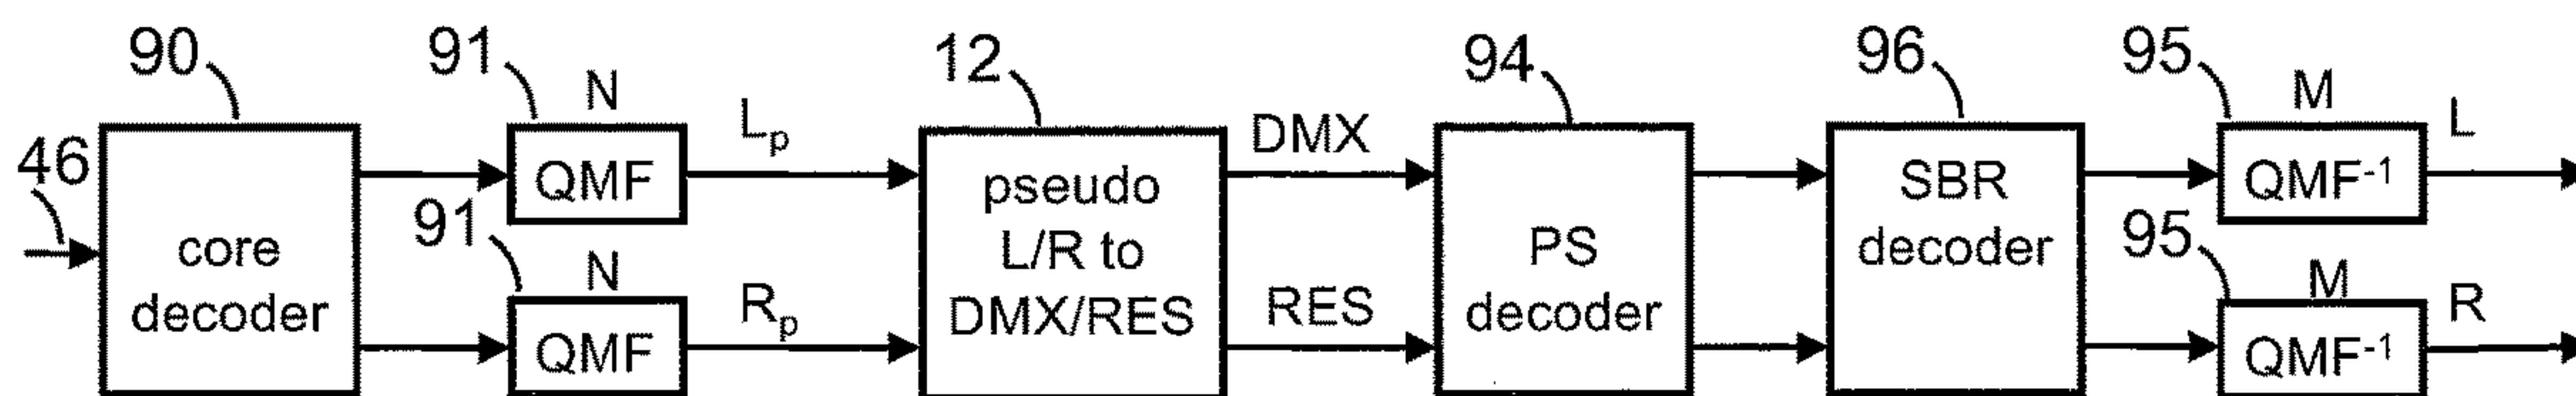 90
91
12
94
96
95
N
M
L
Lp
DMX
46
QMF
pseudo
SBR
QMF-1
91
95
core
L/R to
PS
decoder
N
M
decoder
Rp
DMX/RES
RES
decoder
R
QMF
QMF-1